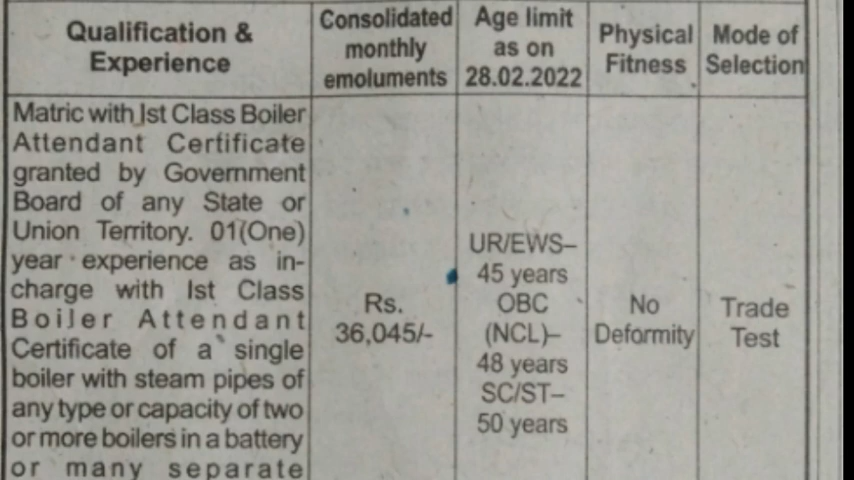 Qualification &
Experience
Consolidated
monthly
emoluments
Age limit
as on
28.02.2022
Physical
Fitness
Mode of
Selection
Matric with Ist Class Boiler
Attendant Certificate
granted by Government
Board of any State or
Union Territory. 01(One)
year experience as in-
charge with Ist Class
Boiler Attendant
Certificate of a single
boiler with steam pipes of
any type or capacity of two
or more boilers in a battery
or many separate
Rs.
36,045/-
UR/EWS–
45 years
OBC
(NCL)–
48 years
SC/ST–
50 years
No
Deformity
Trade
Test